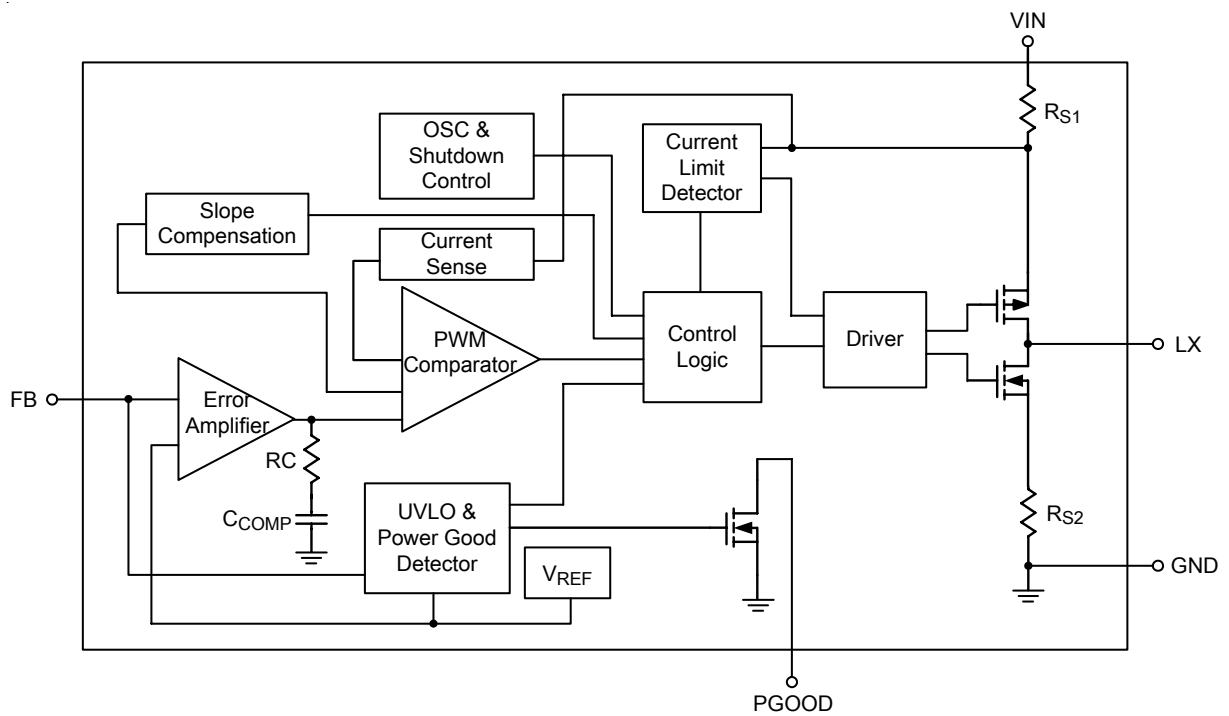 VIN
RS1
OSC &
Shutdown
Control
Current
Limit
Detector
Slope
Compensation
Current
Sense
PWM
Comparator
Control
Logic
Driver
LX
FB
Error
Amplifier
RC
CCOMP
UVLO &
Power Good
Detector
VREF
RS2
GND
PGOOD